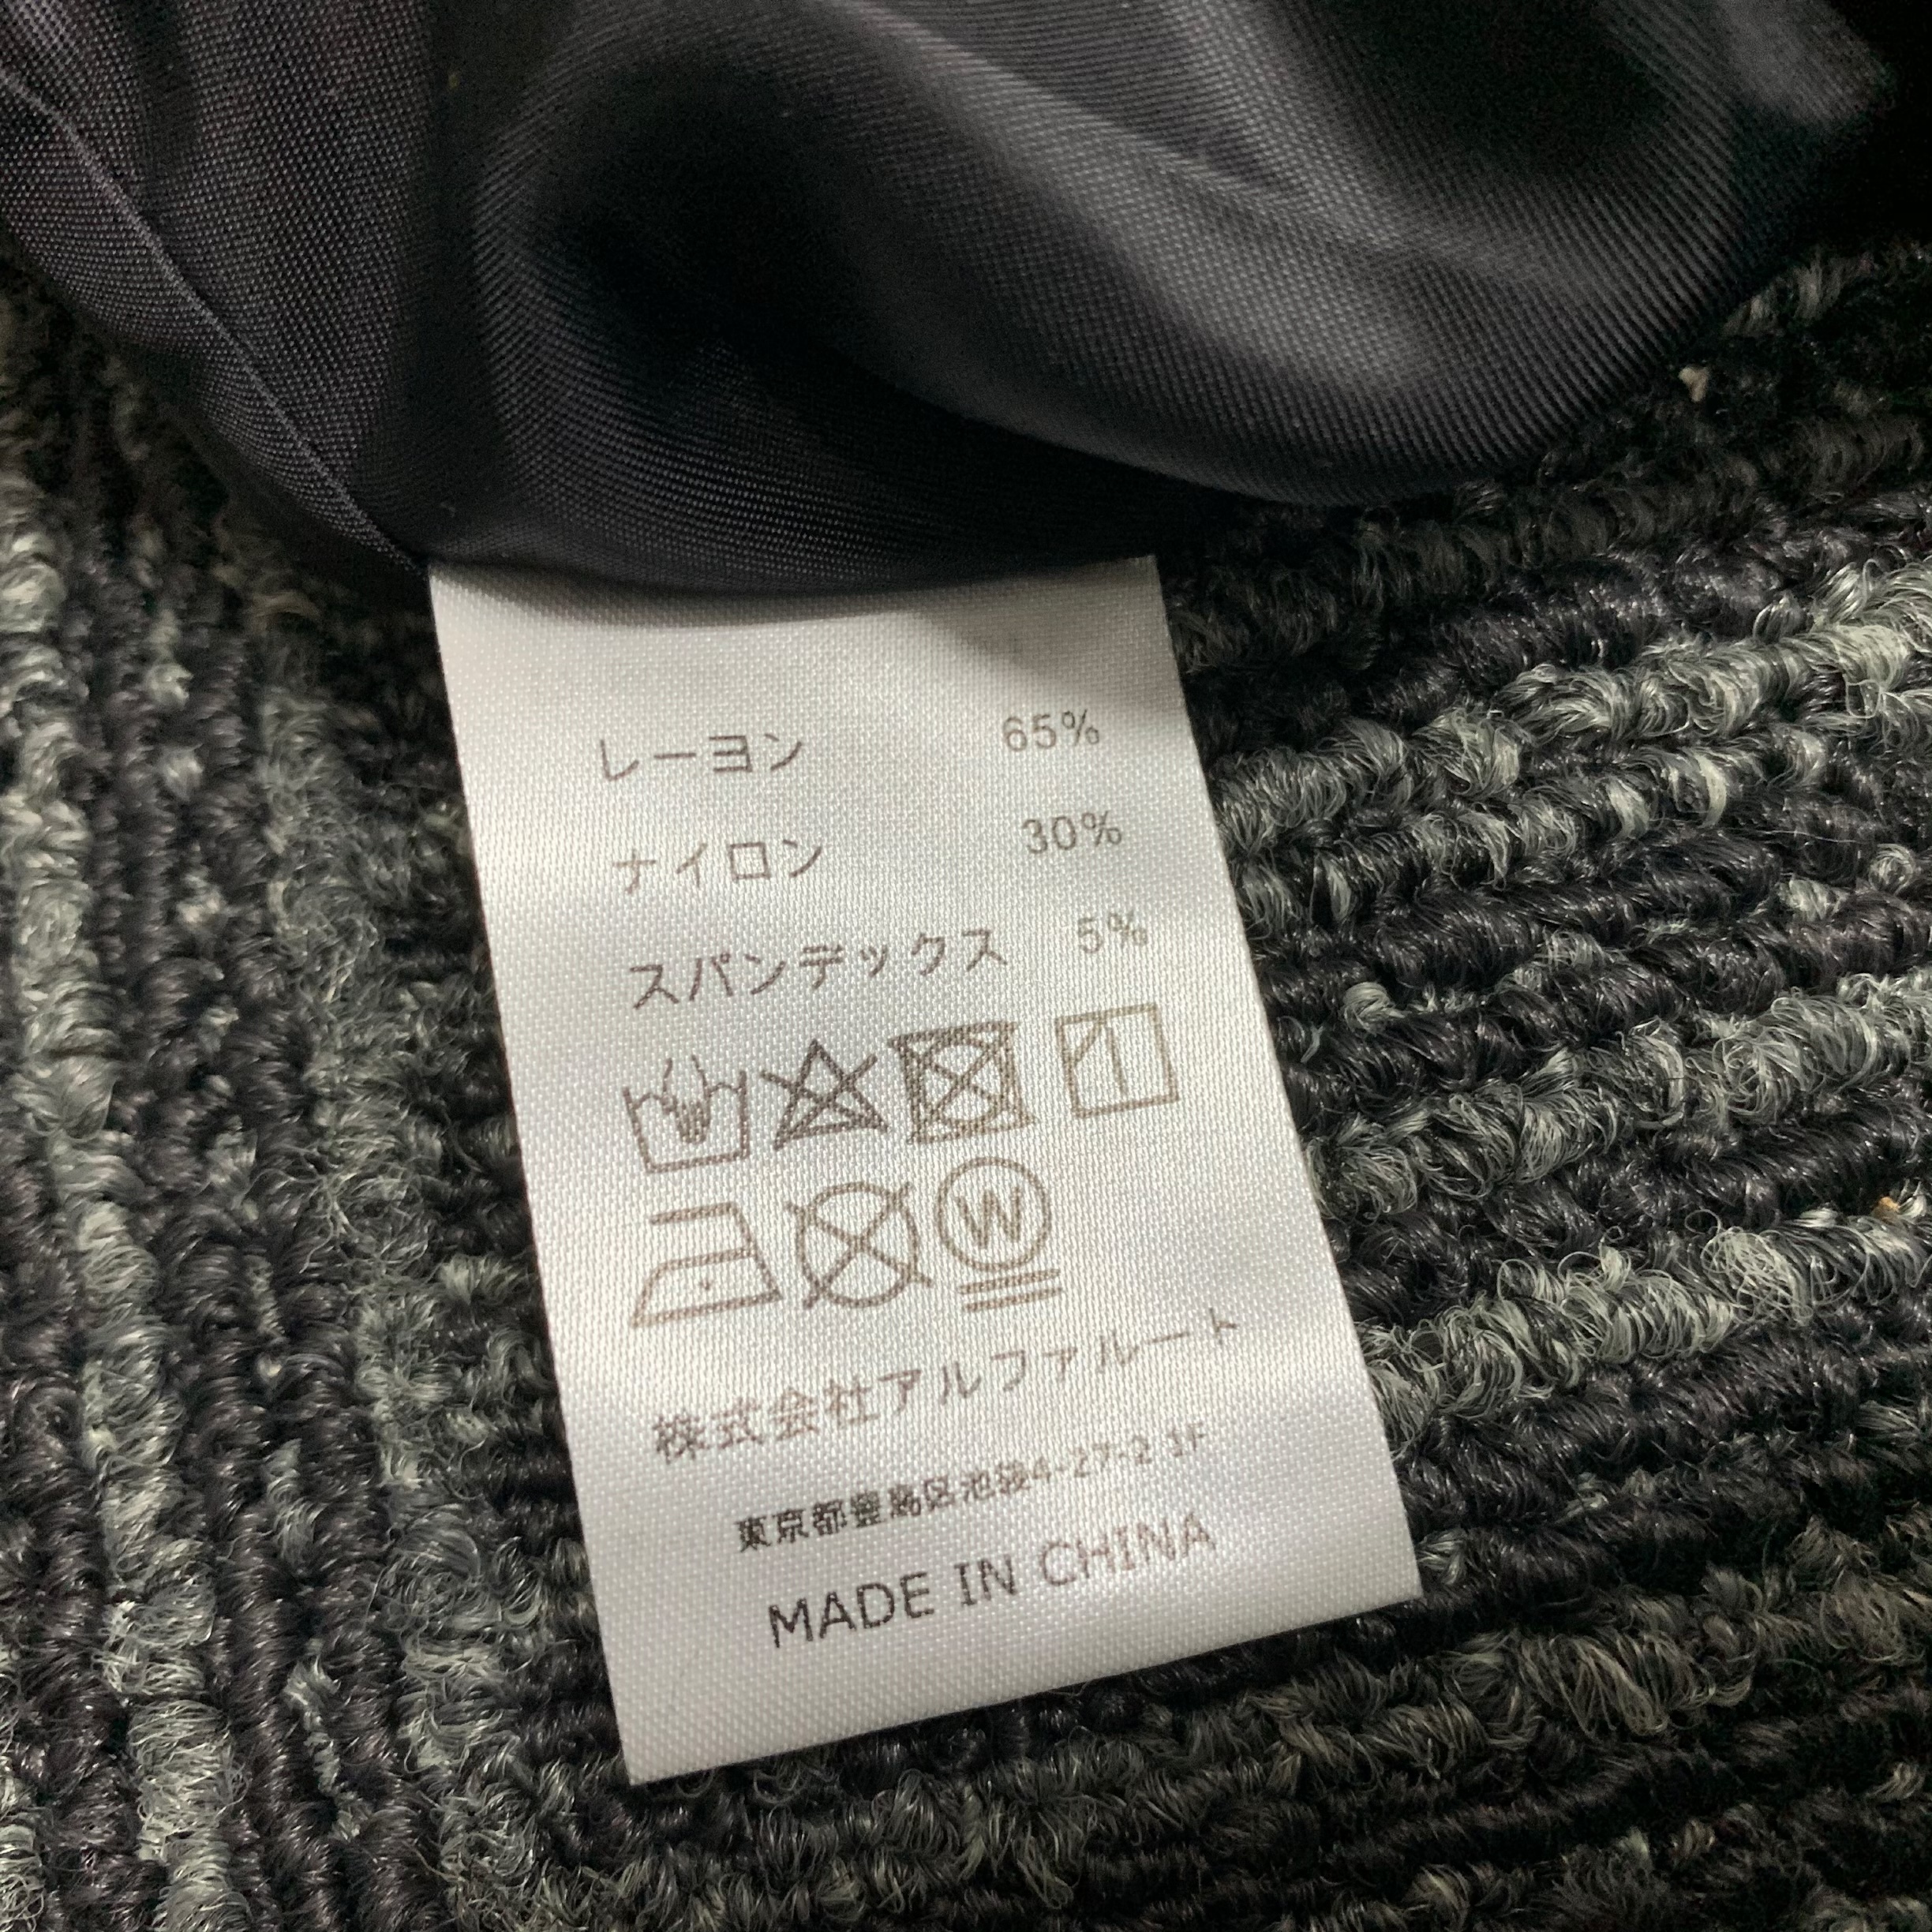 レーヨン 65%
ナイロン 30%
スパンデックス 5%
W
株式会社アルファルート
東京都豊島区池袋4-27-2 1F
MADE IN CHINA